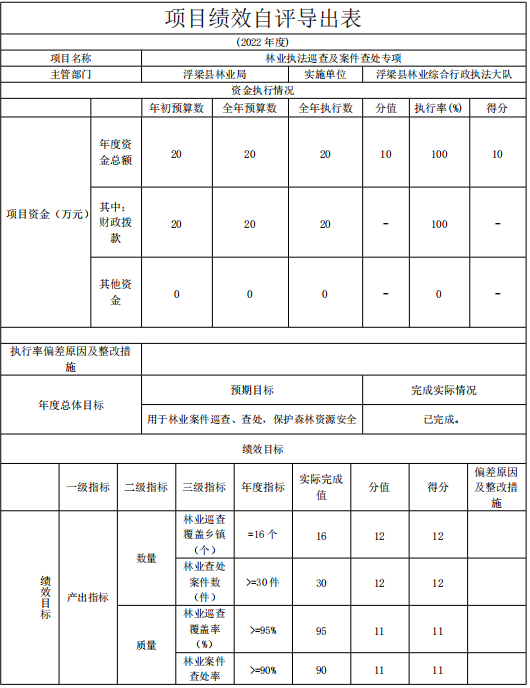 项目绩效自评导出表
(2022 年度)
项目名称 林业执法巡查及案件查处专项
主管部门 浮梁县林业局 实施单位 浮梁县林业综合行政执法大队
资金执行情况
年初预算数 全年预算数 全年执行数 分值 执行率(%) 得分
项目资金（万元）
年度资
金总额 20 20 20 10 100 10
其中：
财政拨
款 20 20 20 － 100 －
其他资
金 0 0 0 － 0 －
执行率偏差原因及整改措
施
年度总体目标
预期目标 完成实际情况
用于林业案件巡查、查处，保护森林资源安全 已完成。
绩效目标
一级指标 二级指标 三级指标 年度指标 实际完成
值 分值 得分 偏差原因
及整改措
施
绩效目标
产出指标
数量
林业巡查
覆盖乡镇
（个） =16 个 16 12 12
林业查处
案件数
（件） >=30 件 30 12 12
质量
林业巡查
覆盖率
（%） >=95% 95 11 11
林业案件
查处率 >=90% 90 11 11